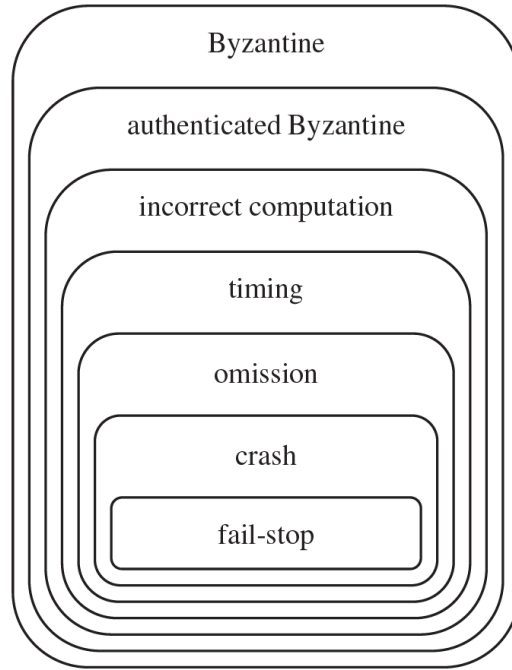 Byzantine
authenticated Byzantine
incorrect computation
timing
omission
crash
fail-stop